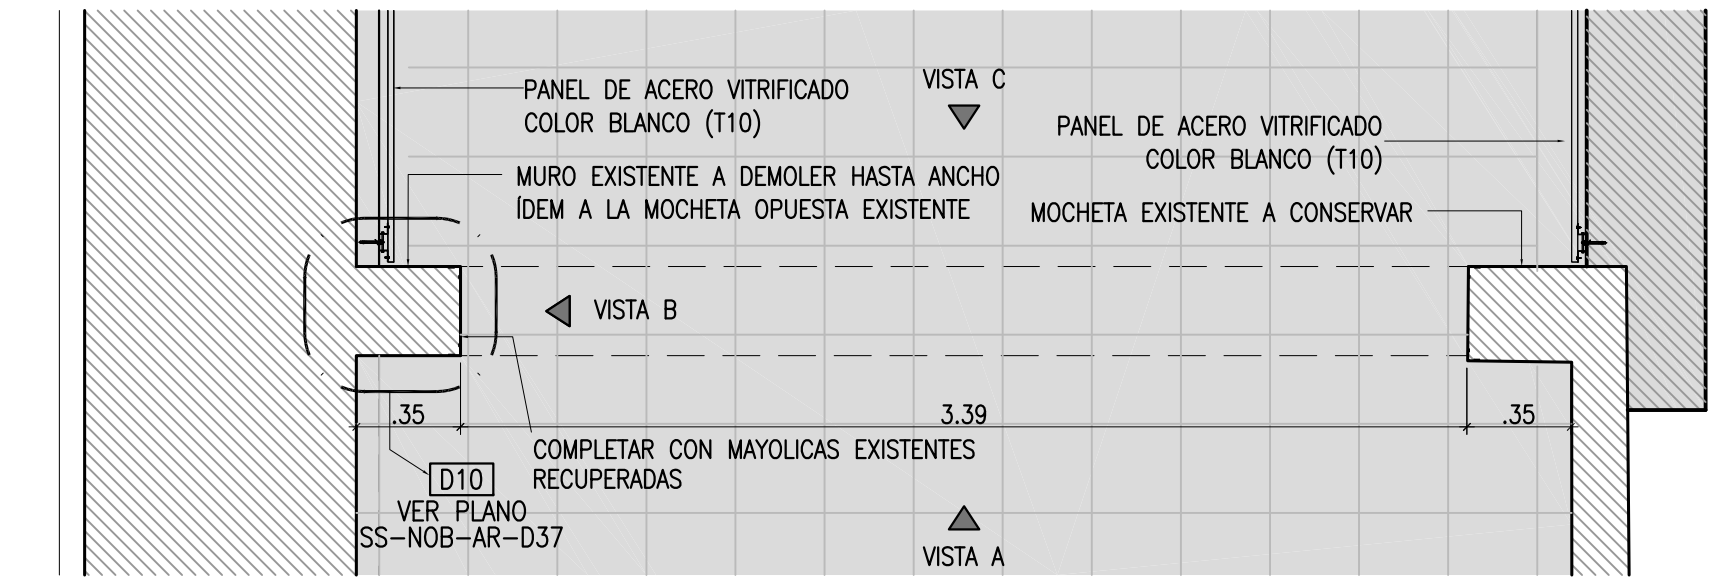 VISTA C
PANEL DE ACERO VITRIFICADO
COLOR BLANCO (T10)
PANEL DE ACERO VITRIFICADO
COLOR BLANCO (T10)
MURO EXISTENTE A DEMOLER HASTA ANCHO
ÍDEM A LA MOCHETA OPUESTA EXISTENTE
MOCHETA EXISTENTE A CONSERVAR
VISTA B
.35
3.39
.35
COMPLETAR CON MAYOLICAS EXISTENTES
RECUPERADAS
D10
VER PLANO
SS-NOB-AR-D37
VISTA A